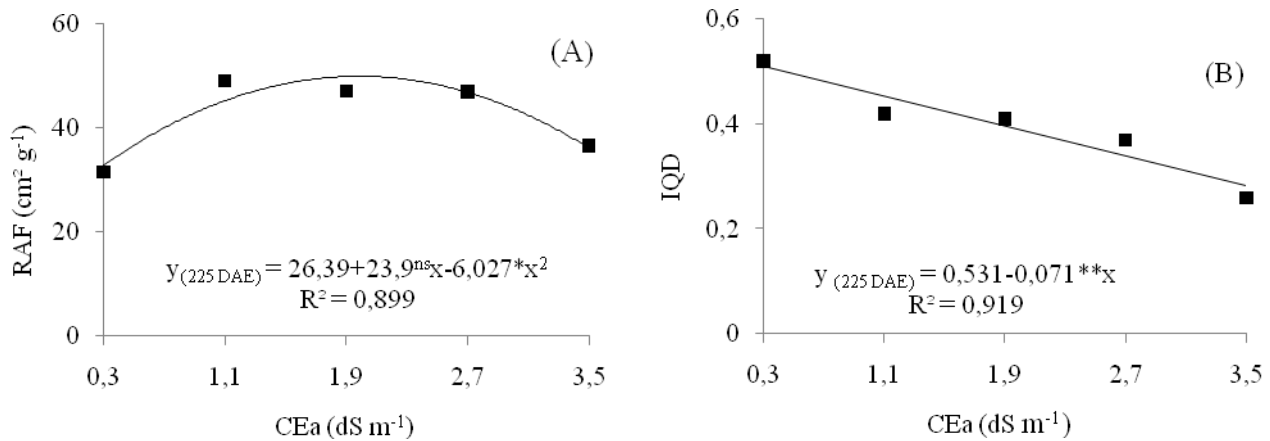 60
40
20
0
RAF (cm² g⁻¹)
(A)
y(225 DAE) = 26,39+23,9ⁿˢx-6,027*x²
R² = 0,899
0,3 1,1 1,9 2,7 3,5
CEa (dS m⁻¹)
0,6
0,4
0,2
0
IQD
(B)
y (225 DAE) = 0,531-0,071**x
R² = 0,919
0,3 1,1 1,9 2,7 3,5
CEa (dS m⁻¹)